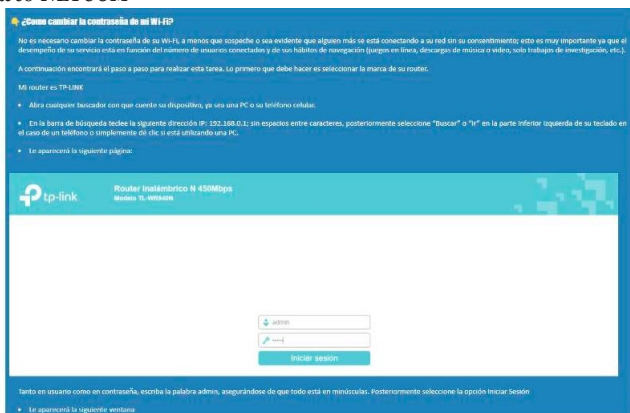 ¿Como cambiar la contraseña de mi Wi-Fi?
No es necesario cambiar la contraseña de su Wi-Fi, a menos que sospeche o sea evidente que alguien más se está conectando a su red sin su consentimiento; esto es muy importante ya que el
desempeño de su servicio está en función del número de usuarios conectados y de sus hábitos de navegación (juegos en línea, descargas de música o video, solo trabajos de investigación, etc.).
A continuación encontrará el paso a paso para realizar esta tarea. Lo primero que debe hacer es seleccionar la marca de su router.
Mi router es TP-LINK
• Abra cualquier buscador con que cuente su dispositivo, ya sea una PC o su teléfono celular.
• En la barra de búsqueda teclee la siguiente dirección IP: 192.168.0.1; sin espacios entre caracteres, posteriormente seleccione "Buscar" o "Ir" en la parte inferior izquierda de su teclado en
el caso de un teléfono o simplemente dé clic si está utilizando una PC.
• Le aparecerá la siguiente página:
tp-link
Router Inalámbrico N 450Mbps
Modelo
admin
Iniciar sesión
Tanto en usuario como en contraseña, escriba la palabra admin, asegurándose de que todo está en minúsculas. Posteriormente seleccione la opción Iniciar Sesión
• Le aparecerá la siguiente ventana